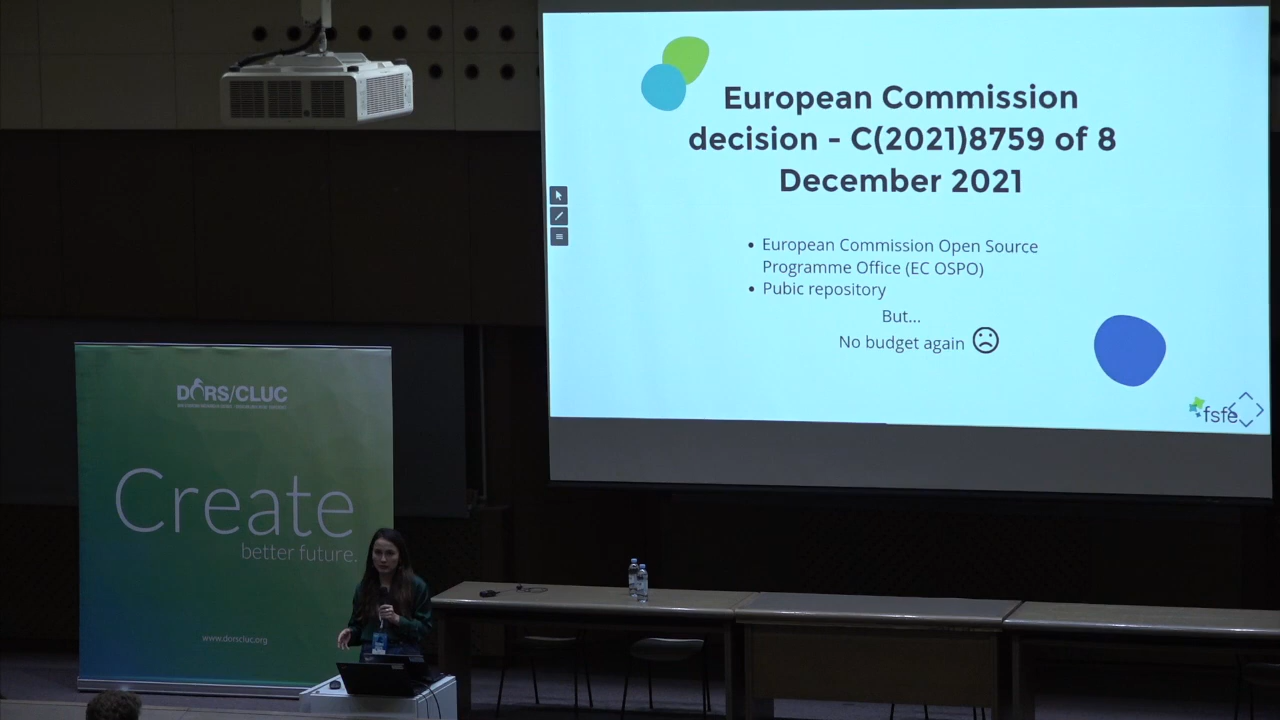 European Commission
decision - C(2021)8759 of 8
December 2021
• European Commission Open Source
Programme Office (EC OSPO)
• Pubic repository
But...
No budget again
fsfe
DORS/CLUC
Create
better future.
www.dorscluc.org